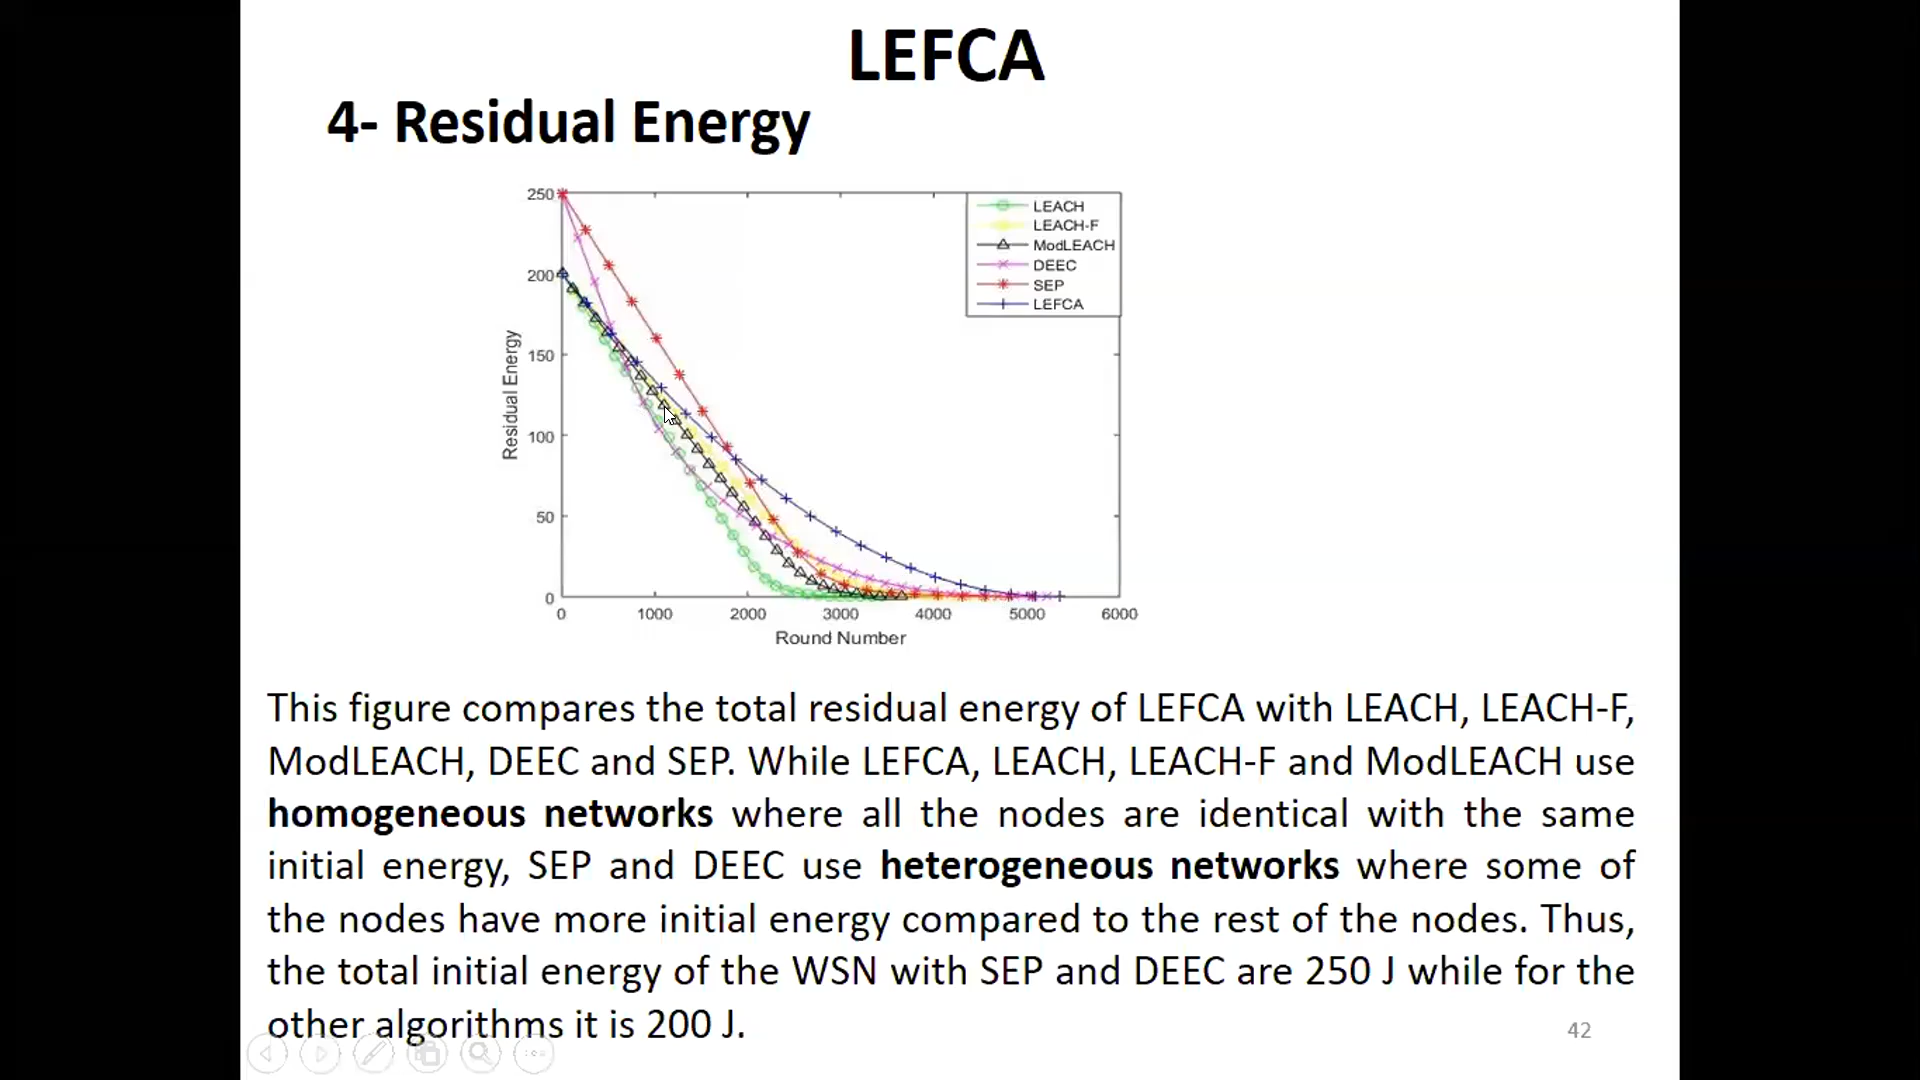 LEFCA
4- Residual Energy
250
200
150
100
50
0
Residual Energy
LEACH
LEACH-F
ModLEACH
DEEC
SEP
LEFCA
0 1000 2000 3000 4000 5000 6000
Round Number
This figure compares the total residual energy of LEFCA with LEACH, LEACH-F,
ModLEACH, DEEC and SEP. While LEFCA, LEACH, LEACH-F and ModLEACH use
homogeneous networks where all the nodes are identical with the same
initial energy, SEP and DEEC use heterogeneous networks where some of
the nodes have more initial energy compared to the rest of the nodes. Thus,
the total initial energy of the WSN with SEP and DEEC are 250 J while for the
other algorithms it is 200 J.
42